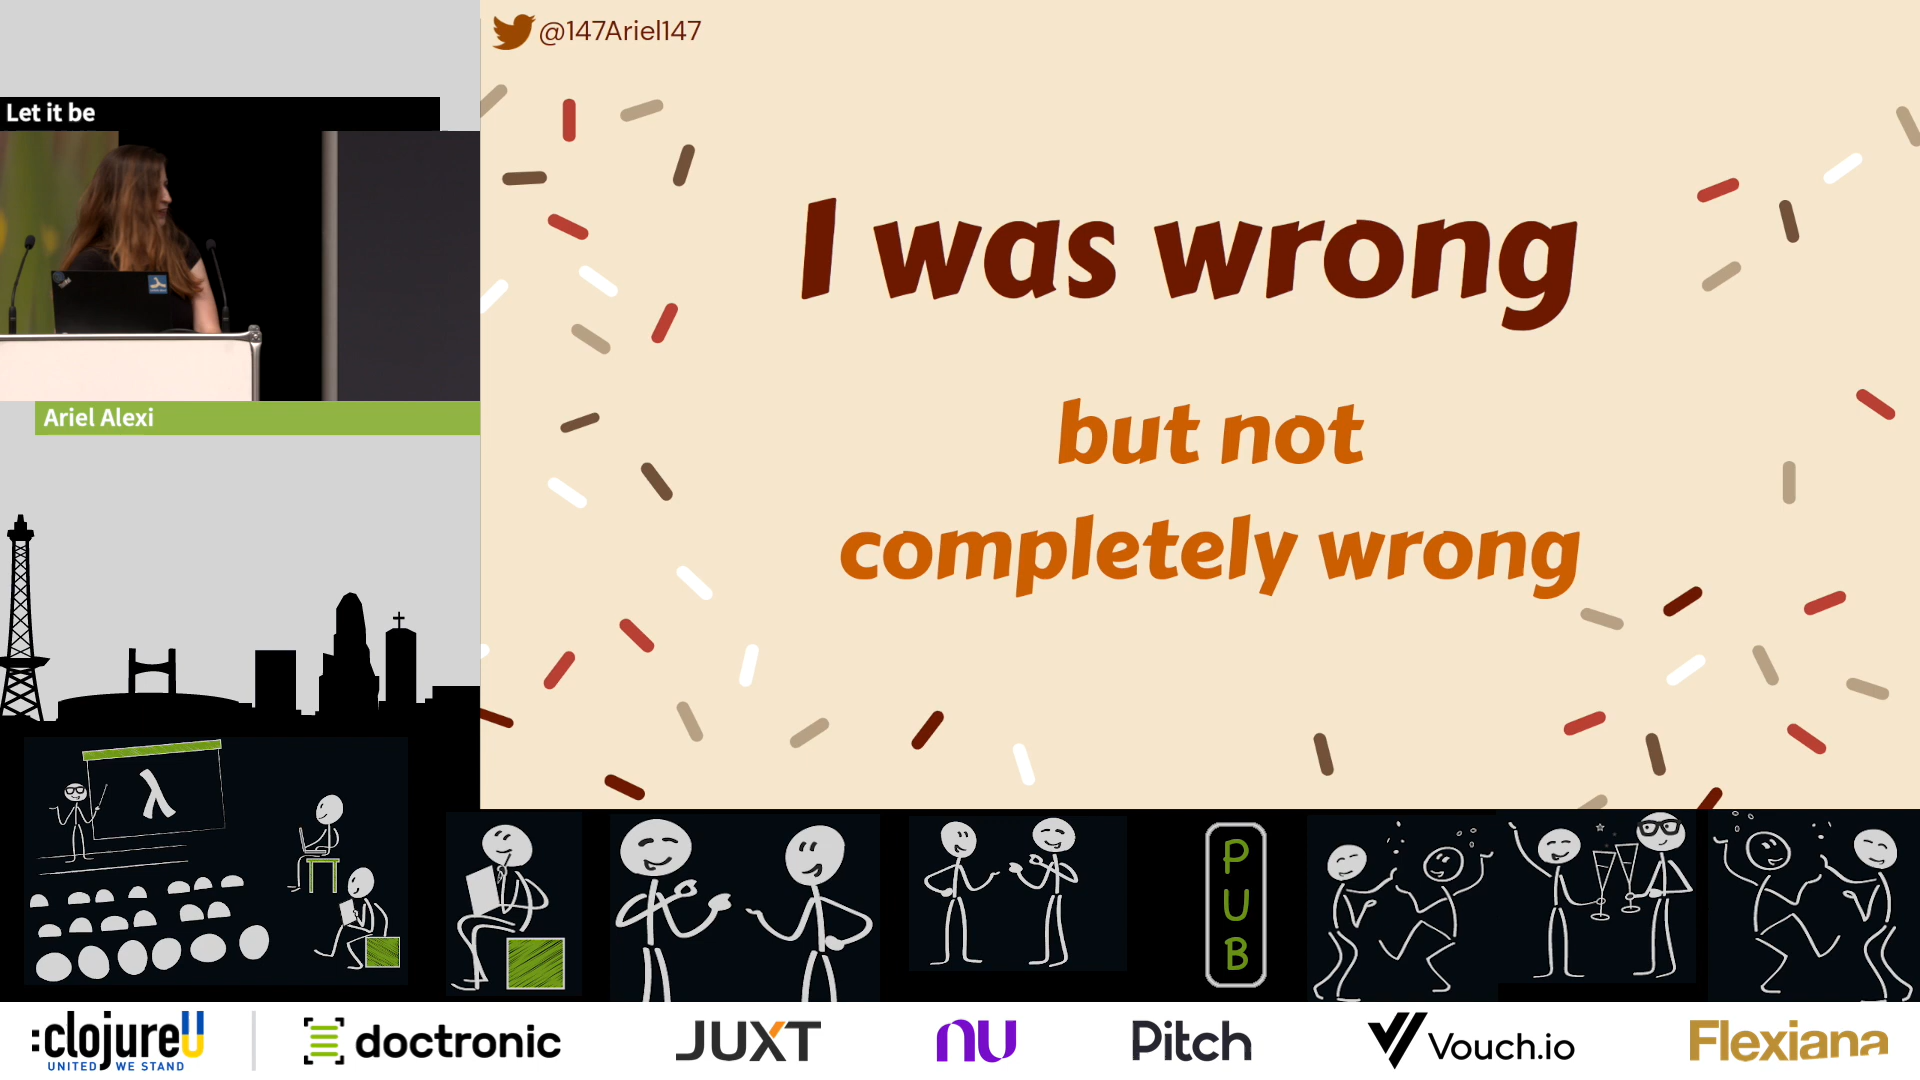 @147Ariel147
Let it be
I was wrong
but not
completely wrong
Ariel Alexi
λ
PUB
:clojureU
UNITED WE STAND
doctronic
JUXT
nu
Pitch
Vouch.io
Flexiana